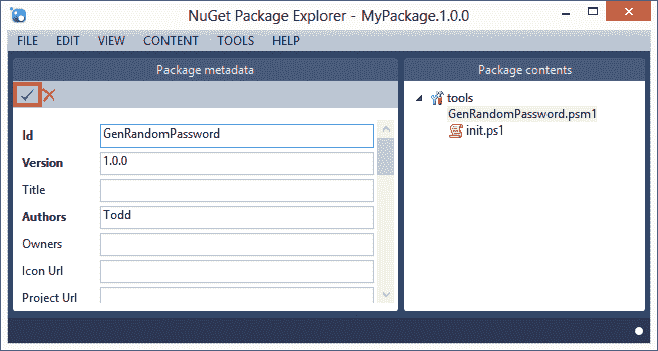 NuGet Package Explorer - MyPackage.1.0.0
FILE EDIT VIEW CONTENT TOOLS HELP
Package metadata
Id GenRandomPassword
Version 1.0.0
Title
Authors Todd
Owners
Icon Url
Project Url
Package contents
tools
GenRandomPassword.psm1
init.ps1